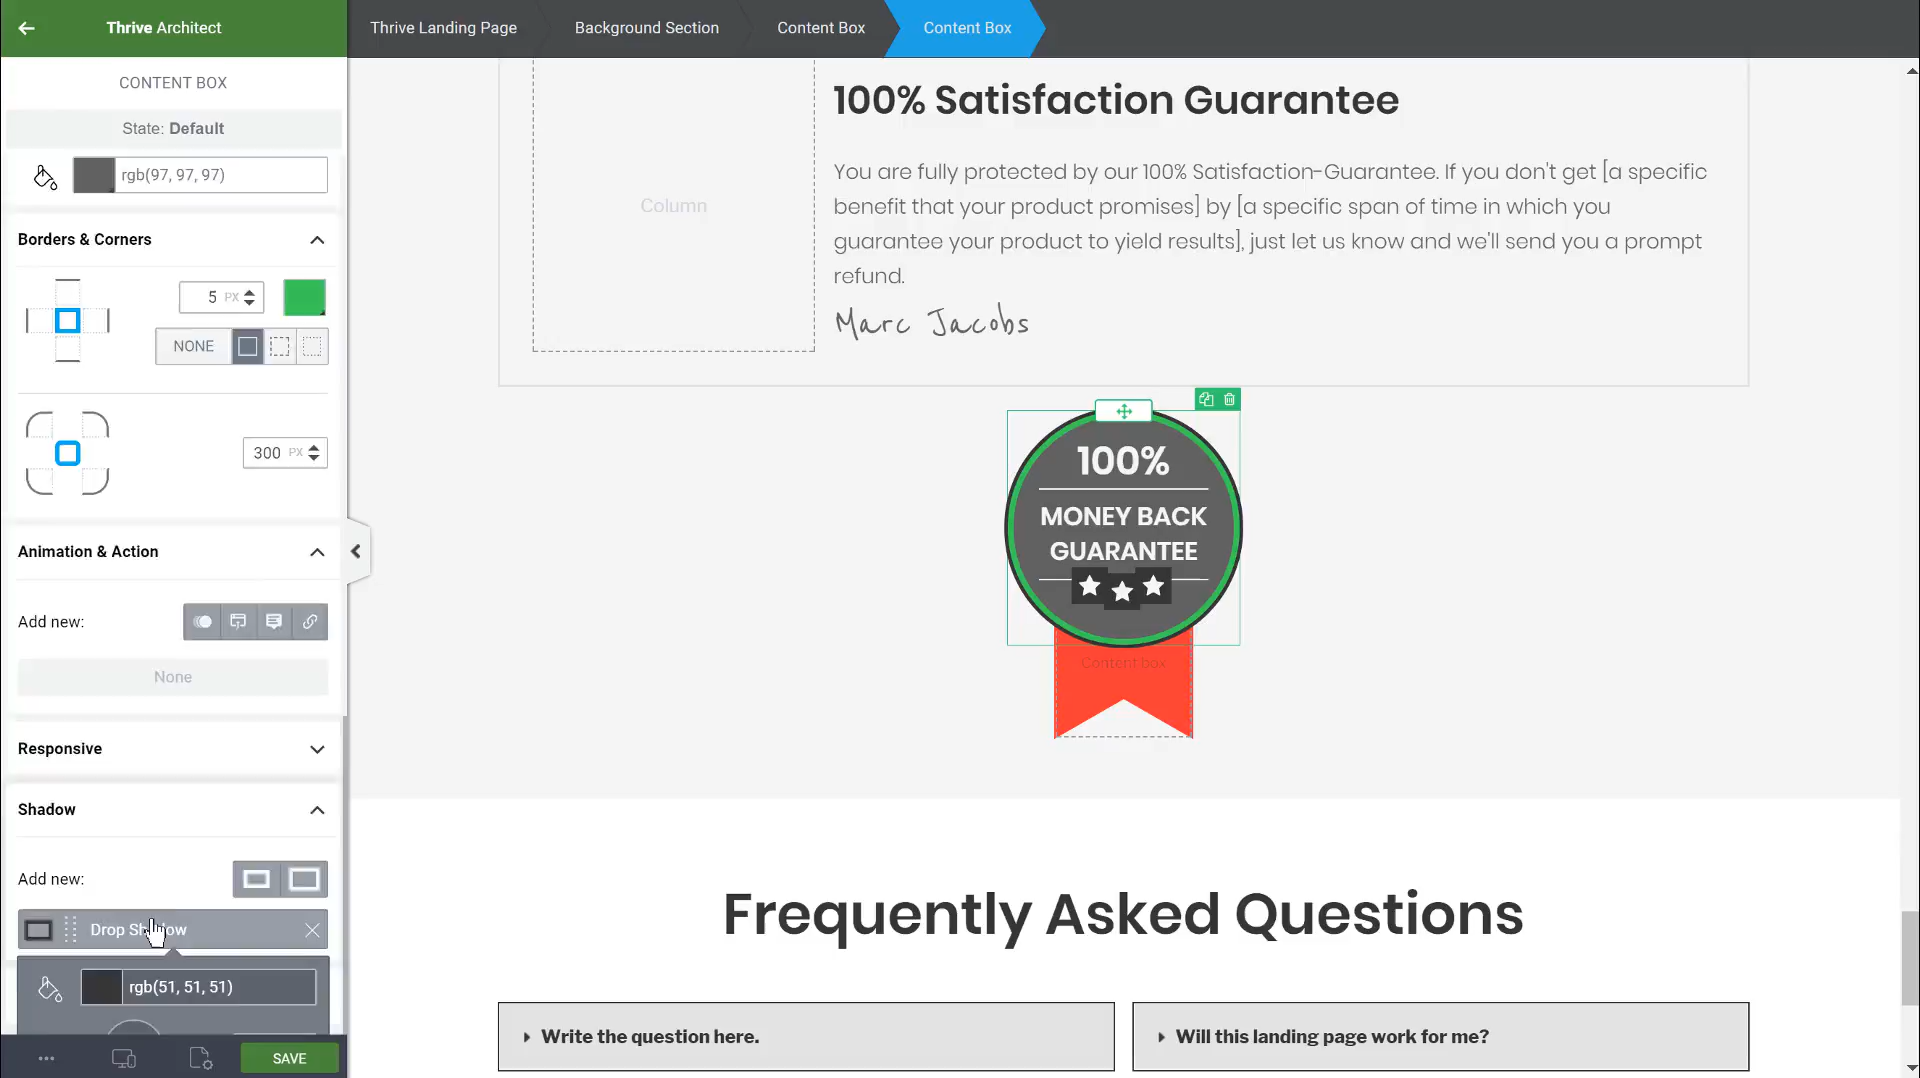 Thrive Architect
Thrive Landing Page
Background Section
Content Box
Content Box
CONTENT BOX
State: Default
rgb(97, 97, 97)
Borders & Corners
5 PX
NONE
300 PX
Animation & Action
Add new:
None
Responsive
Shadow
Add new:
Drop Shadow
rgb(51, 51, 51)
SAVE
Column
100% Satisfaction Guarantee
You are fully protected by our 100% Satisfaction-Guarantee. If you don't get [a specific
benefit that your product promises] by [a specific span of time in which you
guarantee your product to yield results], just let us know and we'll send you a prompt
refund.
Marc Jacobs
100%
MONEY BACK
GUARANTEE
Content box
Frequently Asked Questions
Write the question here.
Will this landing page work for me?